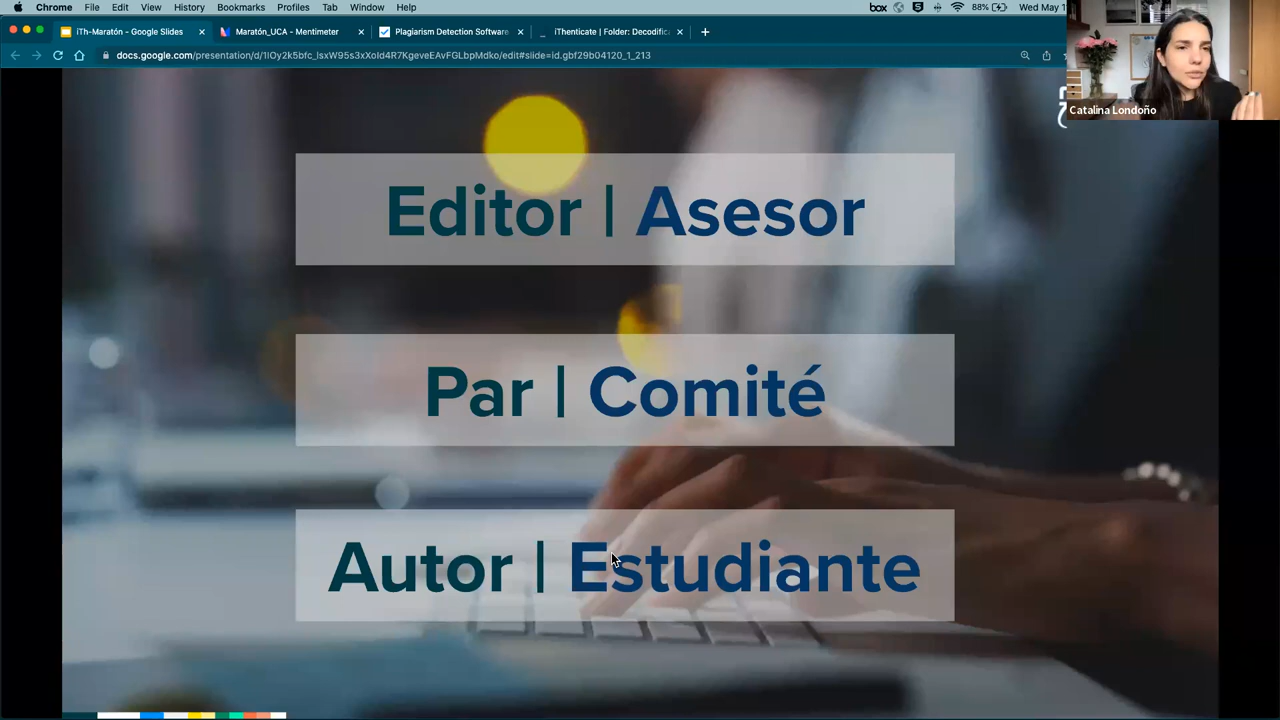 Chrome File Edit View History Bookmarks Profiles Tab Window Help box 88% Wed May 1
iTh-Maratón - Google Slides Maratón_UCA - Mentimeter Plagiarism Detection Software iThenticate | Folder: Decodific
docs.google.com/presentation/d/1IOy2k5bfc_lsxW95s3xXoId4R7KgeveEAvFGLbpMdko/edit#slide=id.gbf29b04120_1_213
Catalina Londoño
Editor | Asesor
Par | Comité
Autor | Estudiante